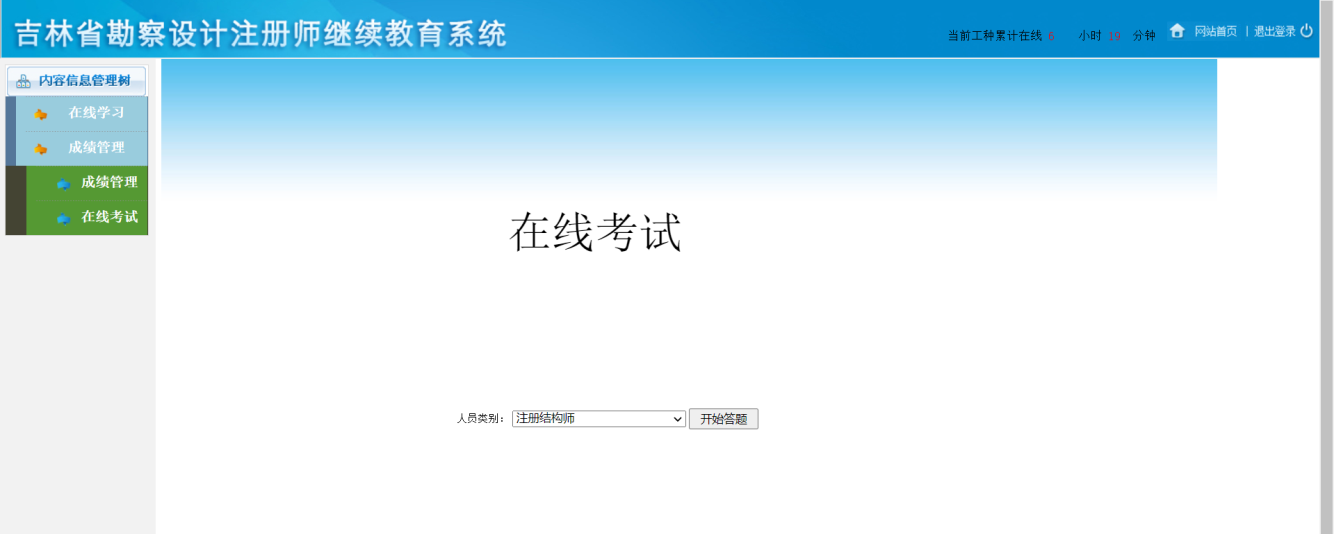 吉林省勘察设计注册师继续教育系统
当前工种累计在线 5 小时 19 分钟 网站首页 | 退出登录
内容信息管理树
在线学习
成绩管理
成绩管理
在线考试
在线考试
人员类别： 注册结构师 开始答题